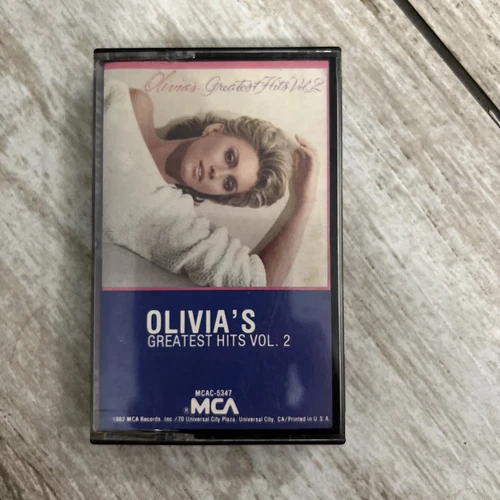 Olivia's Greatest Hits Vol. 2
OLIVIA'S
GREATEST HITS VOL. 2
MCAC-5347
® MCA
1982 MCA Records, Inc./70 Universal City Plaza, Universal City, CA/Printed in U.S.A.